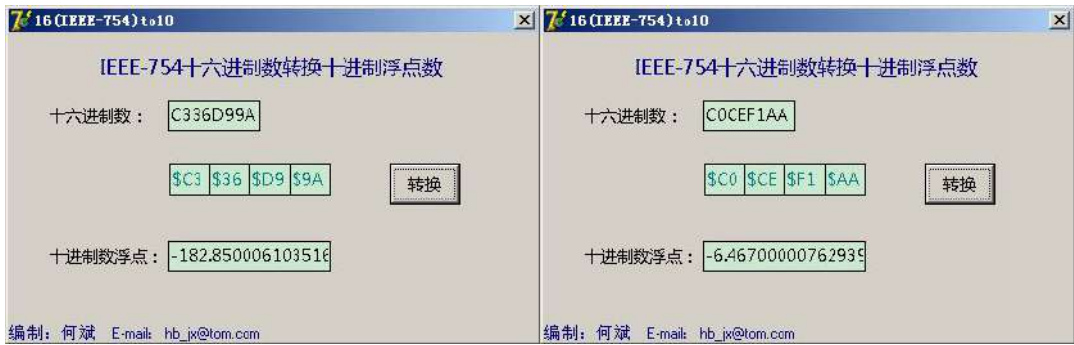 16(IEEE-754)to10
IEEE-754十六进制数转换十进制浮点数
十六进制数： C336D99A
$C3 $36 $D9 $9A 转换
十进制数浮点： -182.850006103516
编制：何斌 E-mail: hb_jx@tom.com
16(IEEE-754)to10
IEEE-754十六进制数转换十进制浮点数
十六进制数： C0CEF1AA
$C0 $CE $F1 $AA 转换
十进制数浮点： -6.46700000762939
编制：何斌 E-mail: hb_jx@tom.com